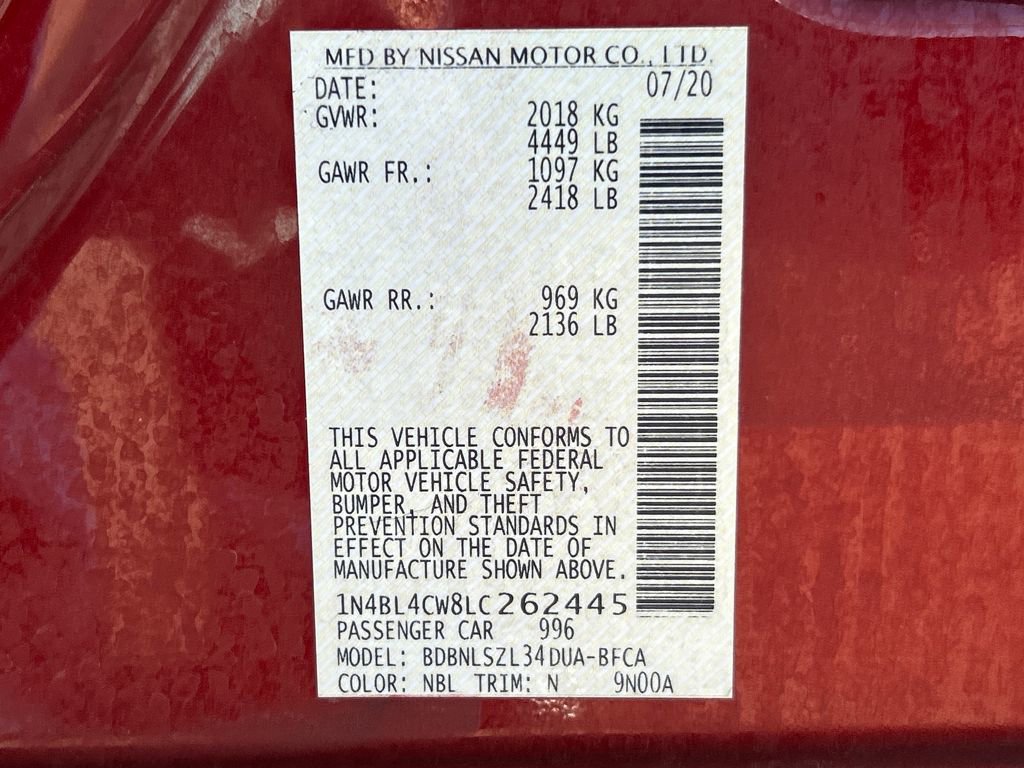 MFD BY NISSAN MOTOR CO., LTD.
DATE: 07/20
GVWR: 2018 KG
4449 LB
GAWR FR.: 1097 KG
2418 LB
GAWR RR.: 969 KG
2136 LB
THIS VEHICLE CONFORMS TO
ALL APPLICABLE FEDERAL
MOTOR VEHICLE SAFETY,
BUMPER, AND THEFT
PREVENTION STANDARDS IN
EFFECT ON THE DATE OF
MANUFACTURE SHOWN ABOVE.
1N4BL4CW8LC262445
PASSENGER CAR 996
MODEL: BDBNLSZL34DUA-BFCA
COLOR: NBL TRIM: N 9N00A